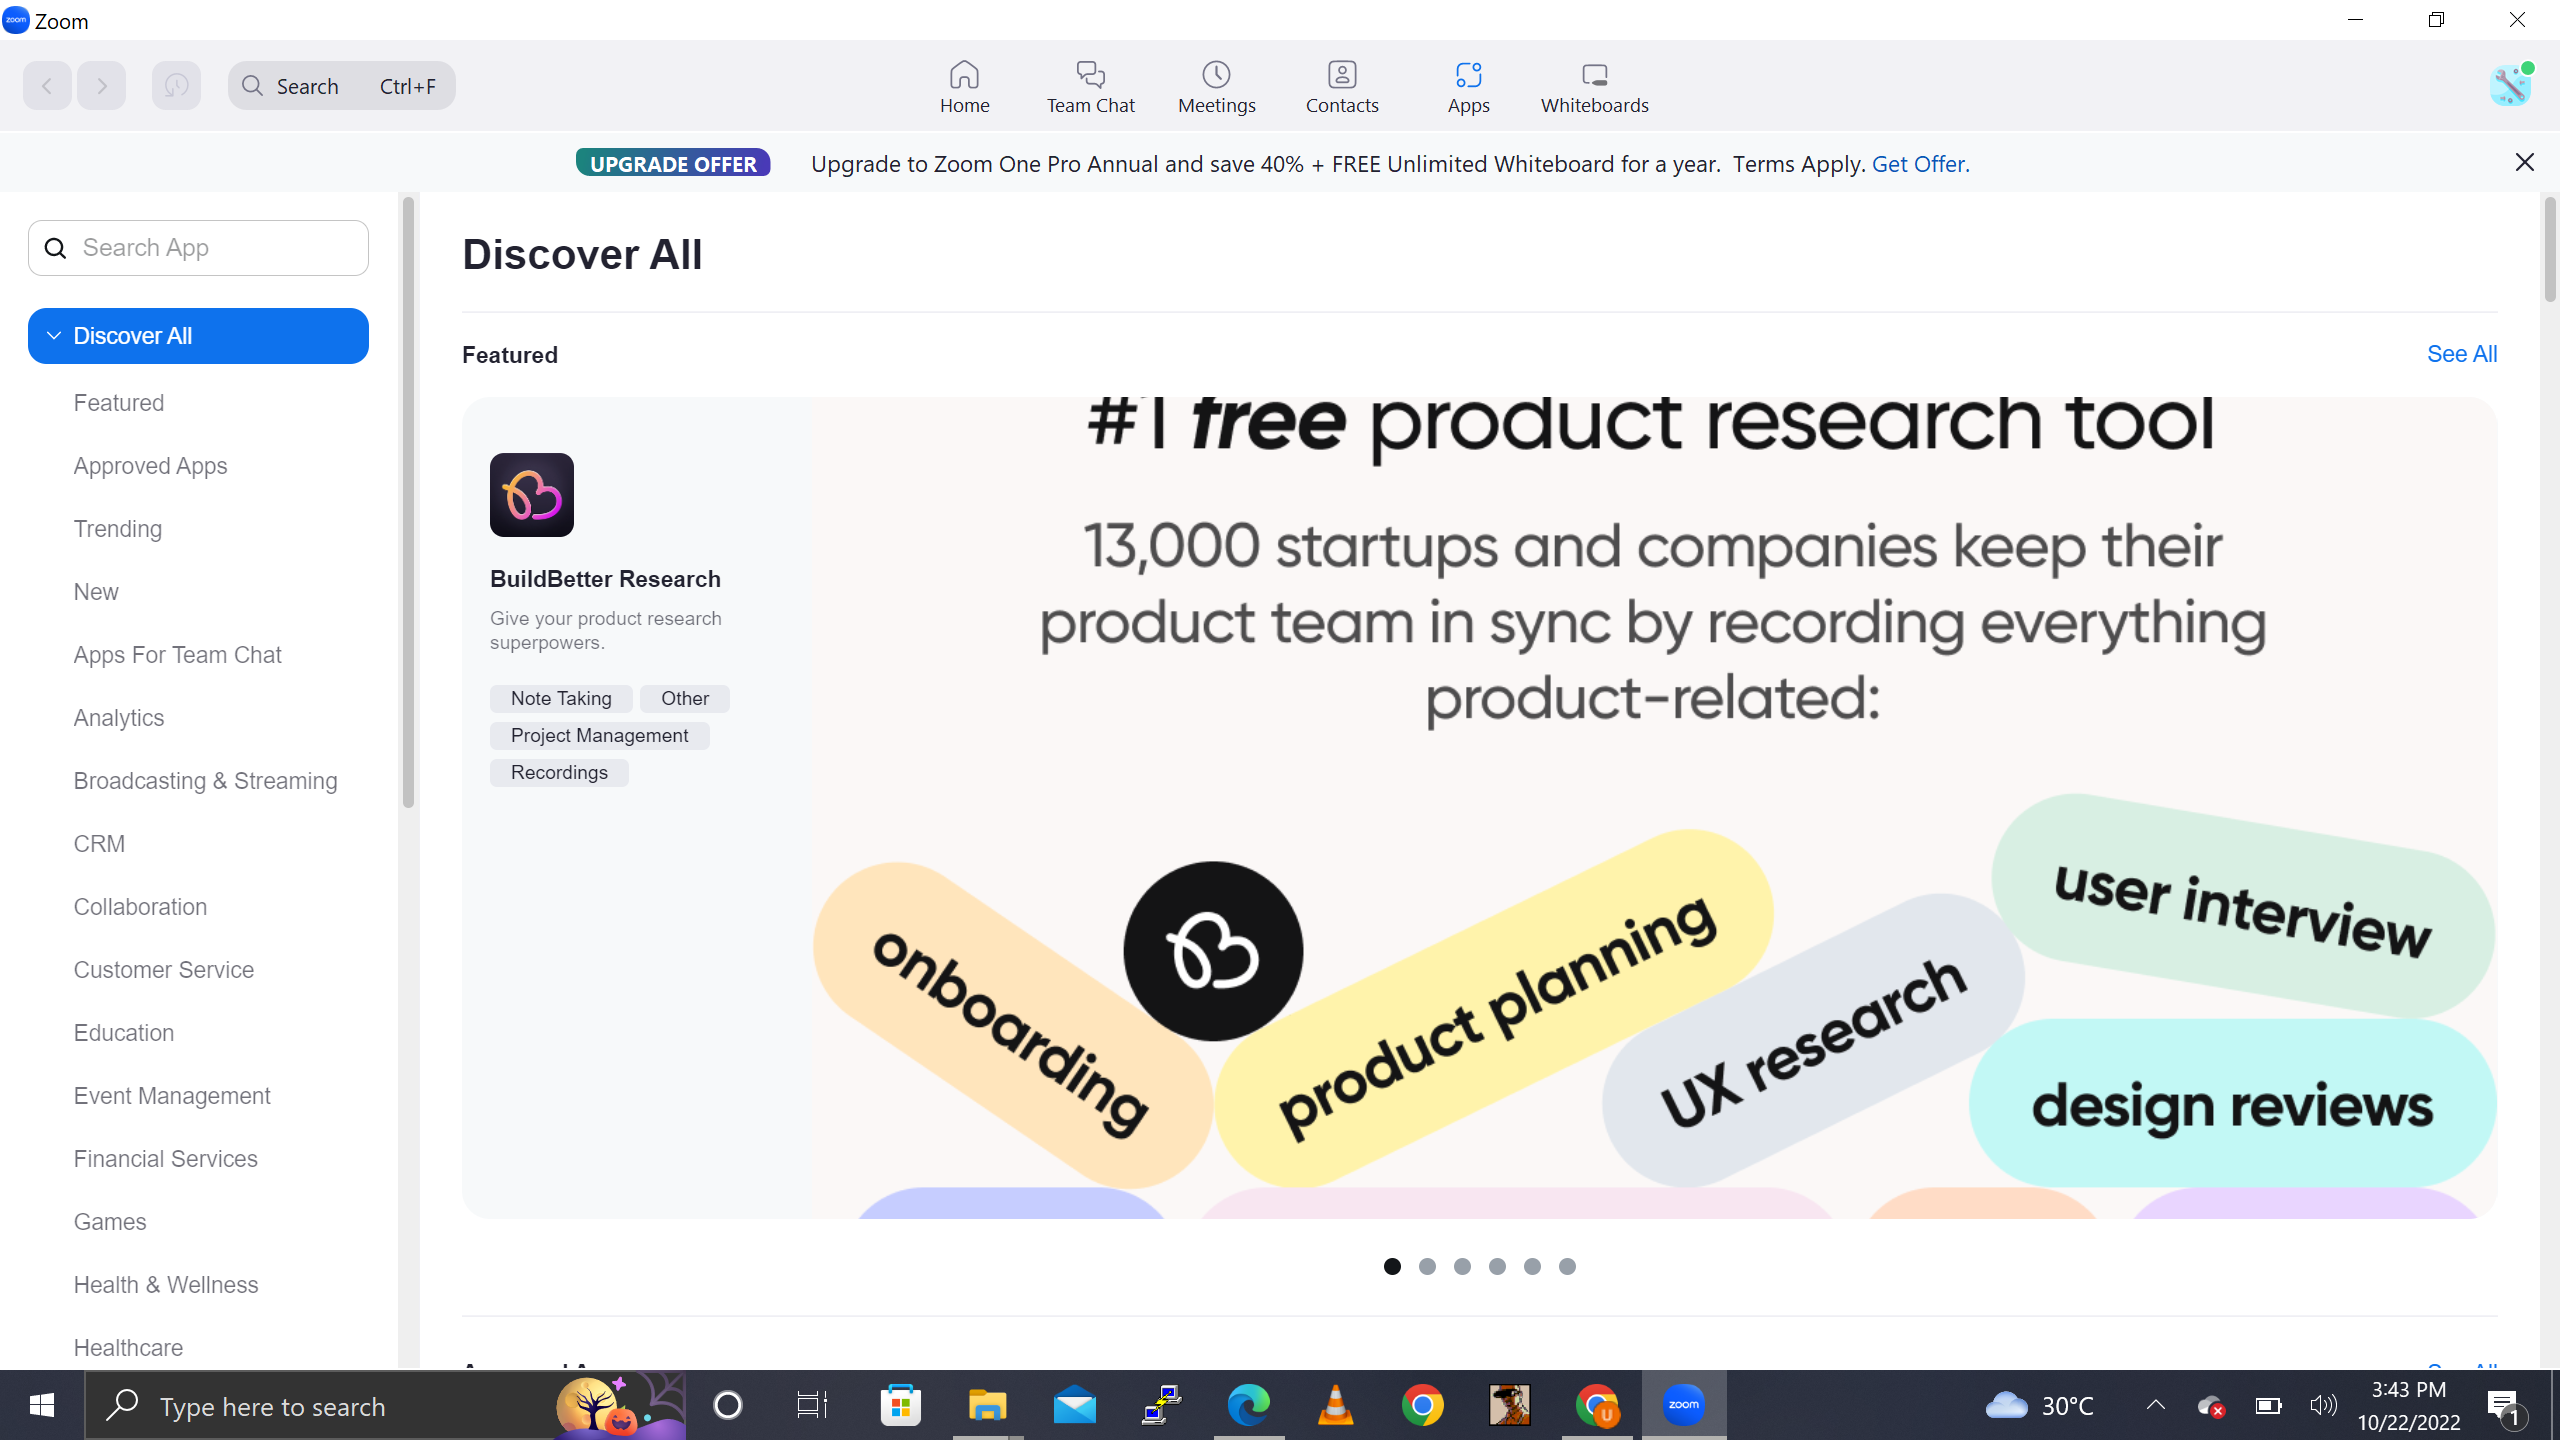 zoom Zoom
Search Ctrl+F
Home
Team Chat
Meetings
Contacts
Apps
Whiteboards
UPGRADE OFFER Upgrade to Zoom One Pro Annual and save 40% + FREE Unlimited Whiteboard for a year. Terms Apply. Get Offer.
Search App
Discover All
Featured
Approved Apps
Trending
New
Apps For Team Chat
Analytics
Broadcasting & Streaming
CRM
Collaboration
Customer Service
Education
Event Management
Financial Services
Games
Health & Wellness
Healthcare
Discover All
Featured See All
BuildBetter Research
Give your product research
superpowers.
Note Taking Other
Project Management
Recordings
#1 free product research tool
13,000 startups and companies keep their
product team in sync by recording everything
product-related:
onboarding
product planning
UX research
user interview
design reviews
See All
Type here to search
U
zoom
30°C
3:43 PM
10/22/2022
1